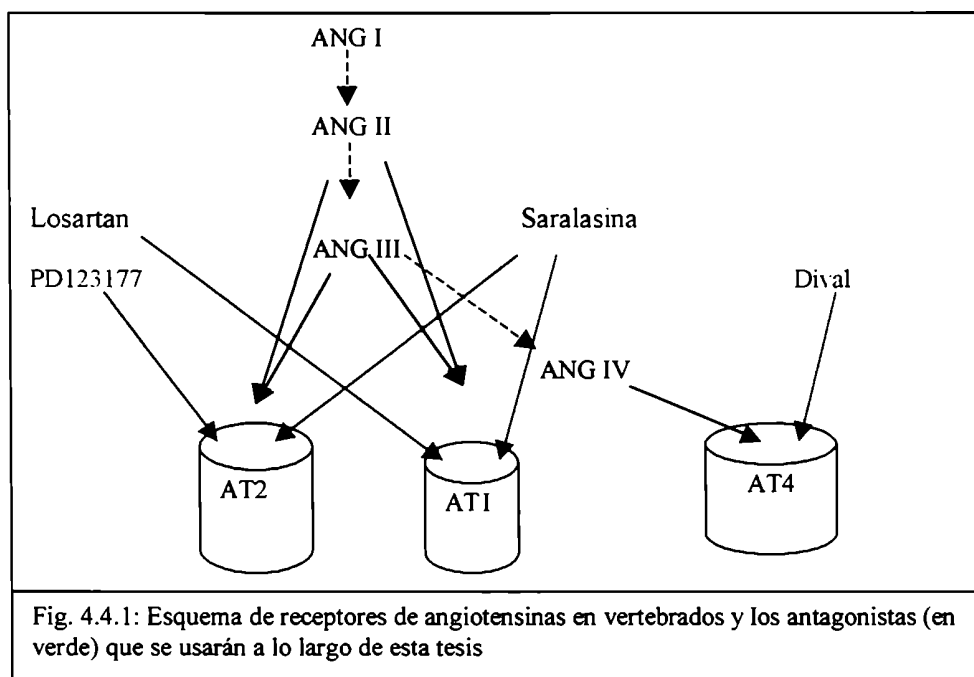 ANG I
ANG II
Losartan
Saralasina
ANG III
PD123177
Dival
ANG IV
AT2
AT1
AT4
Fig. 4.4.1: Esquema de receptores de angiotensinas en vertebrados y los antagonistas (en
verde) que se usarán a lo largo de esta tesis